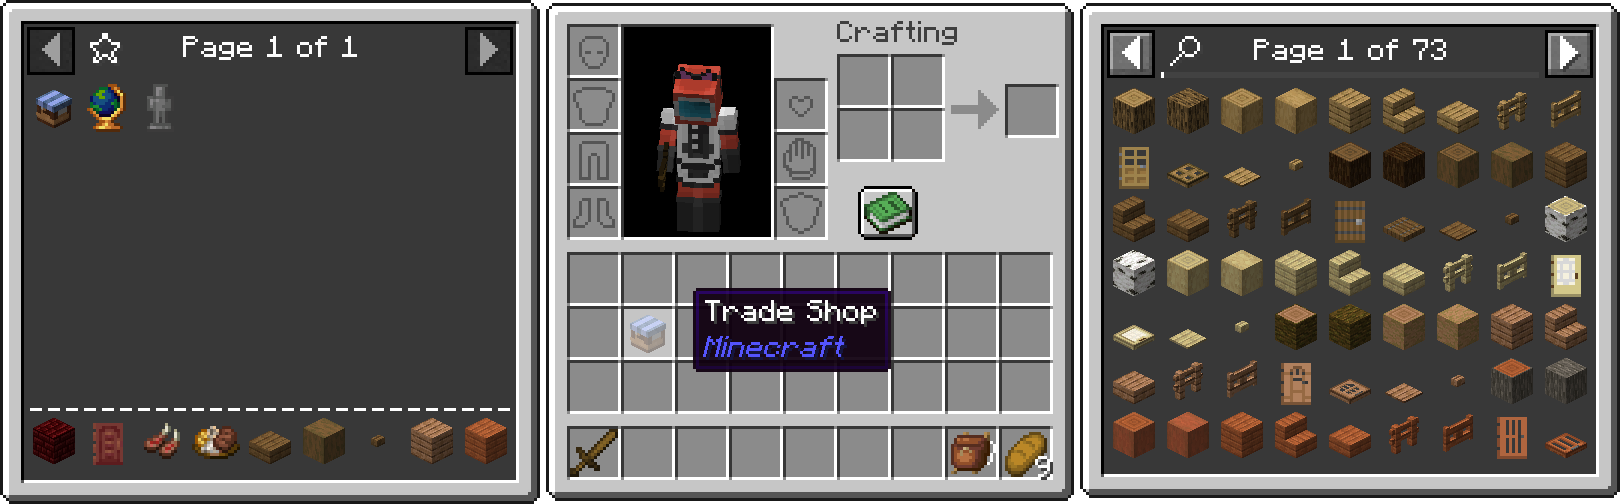 Page 1 of 1
Crafting
Trade Shop
Minecraft
9
Page 1 of 73